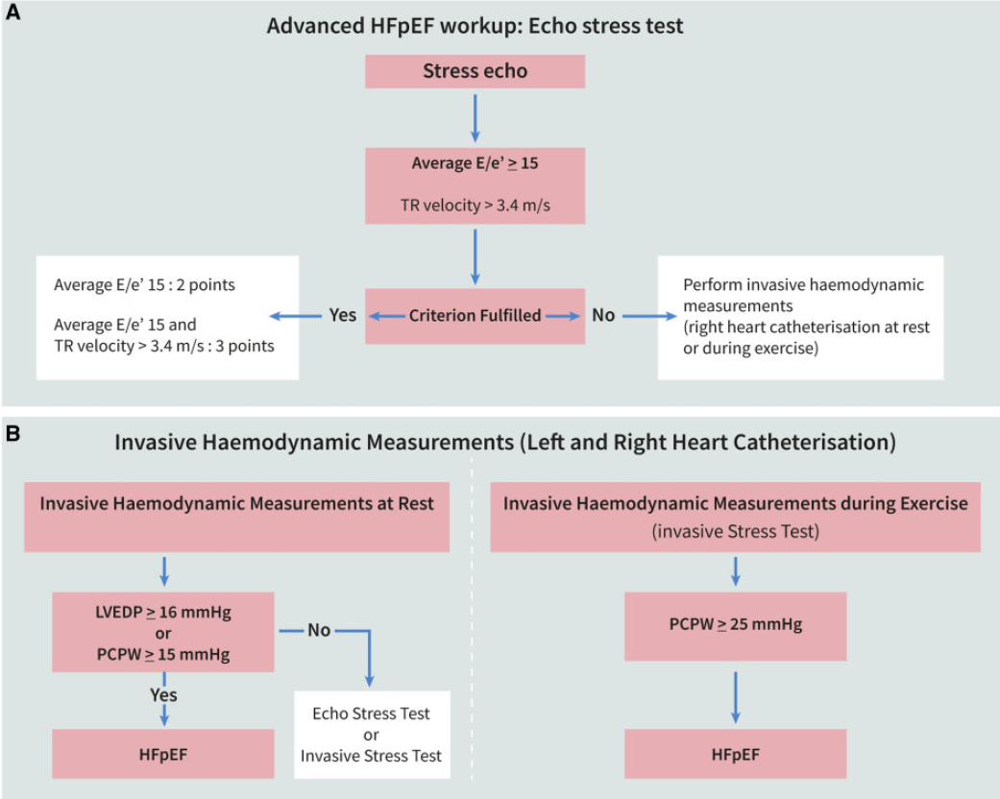 A
Advanced HFpEF workup: Echo stress test
Stress echo
Average E/e’ ≥ 15
TR velocity > 3.4 m/s
Average E/e’ 15 : 2 points
Average E/e’ 15 and
TR velocity > 3.4 m/s : 3 points
Yes
Criterion Fulfilled
No
Perform invasive haemodynamic
measurements
(right heart catheterisation at rest
or during exercise)
B
Invasive Haemodynamic Measurements (Left and Right Heart Catheterisation)
Invasive Haemodynamic Measurements at Rest
LVEDP ≥ 16 mmHg
or
PCPW ≥ 15 mmHg
No
Yes
HFpEF
Echo Stress Test
or
Invasive Stress Test
Invasive Haemodynamic Measurements during Exercise
(invasive Stress Test)
PCPW ≥ 25 mmHg
HFpEF